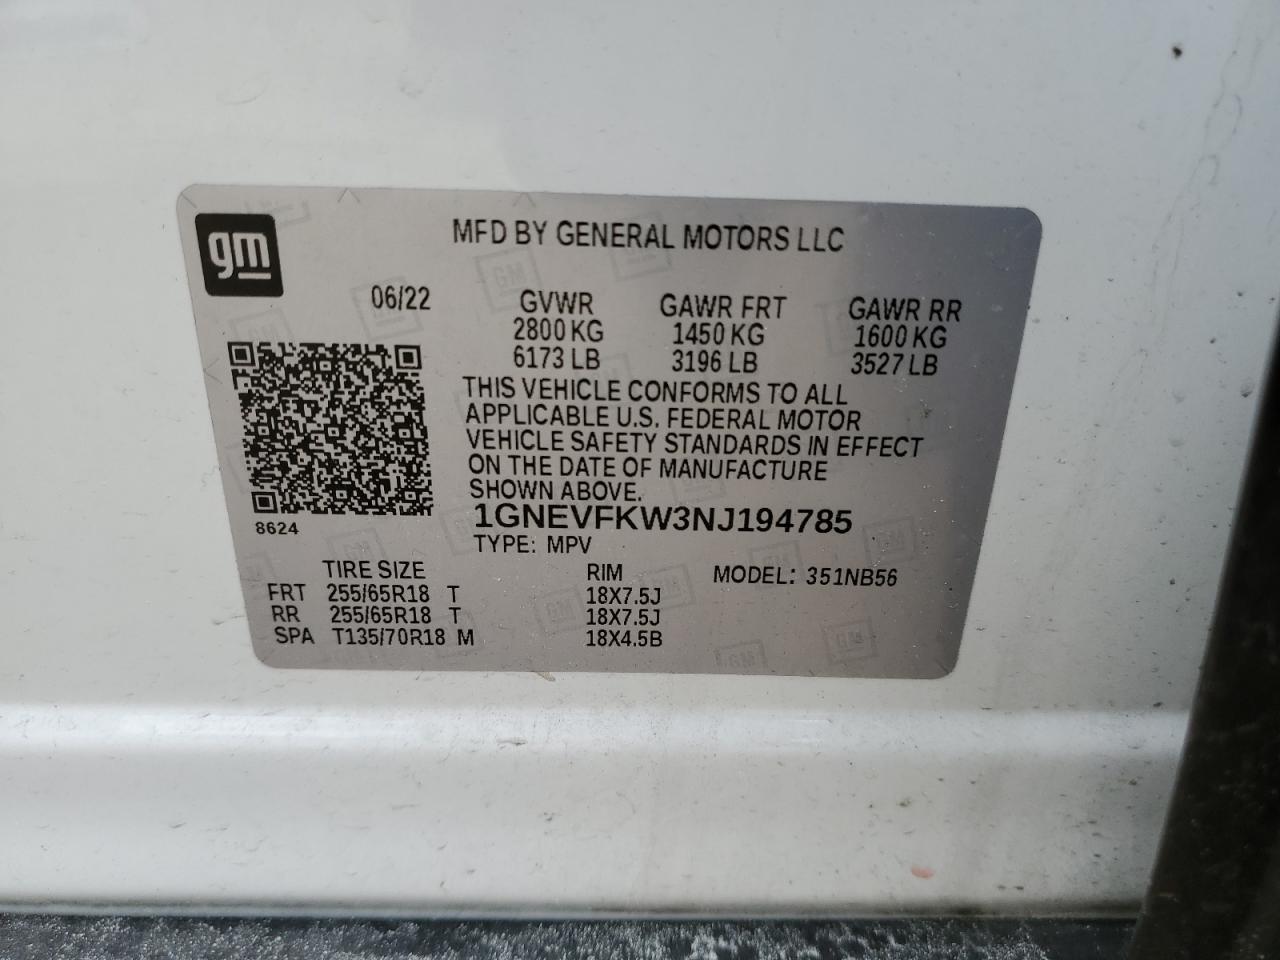 gm
MFD BY GENERAL MOTORS LLC
06/22
GVWR GAWR FRT GAWR RR
2800 KG 1450 KG 1600 KG
6173 LB 3196 LB 3527 LB
THIS VEHICLE CONFORMS TO ALL
APPLICABLE U.S. FEDERAL MOTOR
VEHICLE SAFETY STANDARDS IN EFFECT
ON THE DATE OF MANUFACTURE
SHOWN ABOVE.
8624
1GNEVFKW3NJ194785
TYPE: MPV
TIRE SIZE RIM MODEL: 351NB56
FRT 255/65R18 T 18X7.5J
RR 255/65R18 T 18X7.5J
SPA T135/70R18 M 18X4.5B